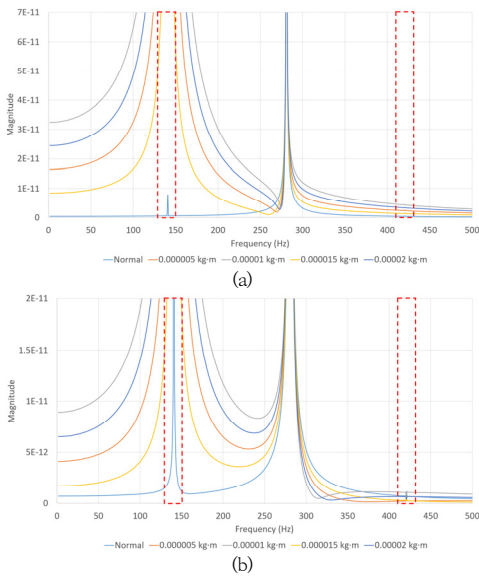 7E-11
6E-11
5E-11
4E-11
3E-11
2E-11
1E-11
0
Magnitude
0 50 100 150 200 250 300 350 400 450 500
Frequency (Hz)
Normal 0.000005 kg·m 0.00001 kg·m 0.000015 kg·m 0.00002 kg·m
(a)
2E-11
1E-11
5E-12
0
Magnitude
0 50 100 150 200 250 300 350 400 450 500
Frequency (Hz)
Normal 0.000005 kg·m 0.00001 kg·m 0.000015 kg·m 0.00002 kg·m
(b)